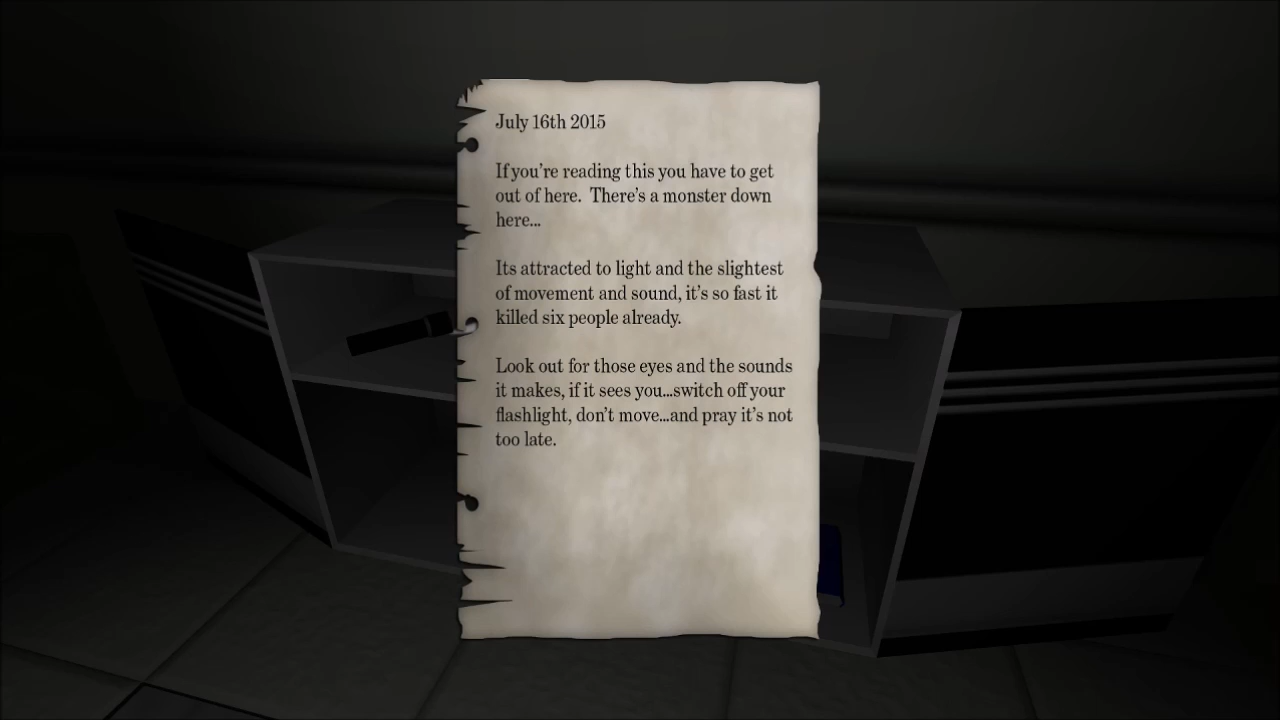 July 16th 2015
If you're reading this you have to get
out of here.  There's a monster down
here...
Its attracted to light and the slightest
of movement and sound, it's so fast it
killed six people already.
Look out for those eyes and the sounds
it makes, if it sees you...switch off your
flashlight, don't move...and pray it's not
too late.